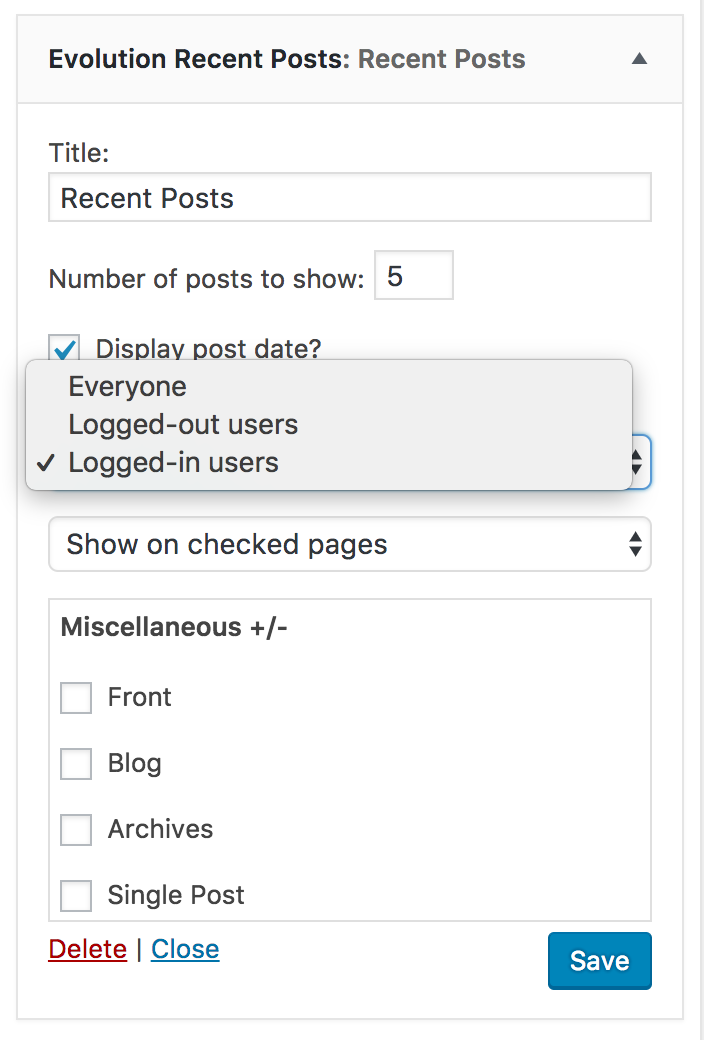 Evolution Recent Posts: Recent Posts
Title:
Recent Posts
Number of posts to show: 5
Display post date?
Everyone
Logged-out users
Logged-in users
Show on checked pages
Miscellaneous +/-
Front
Blog
Archives
Single Post
Delete | Close
Save